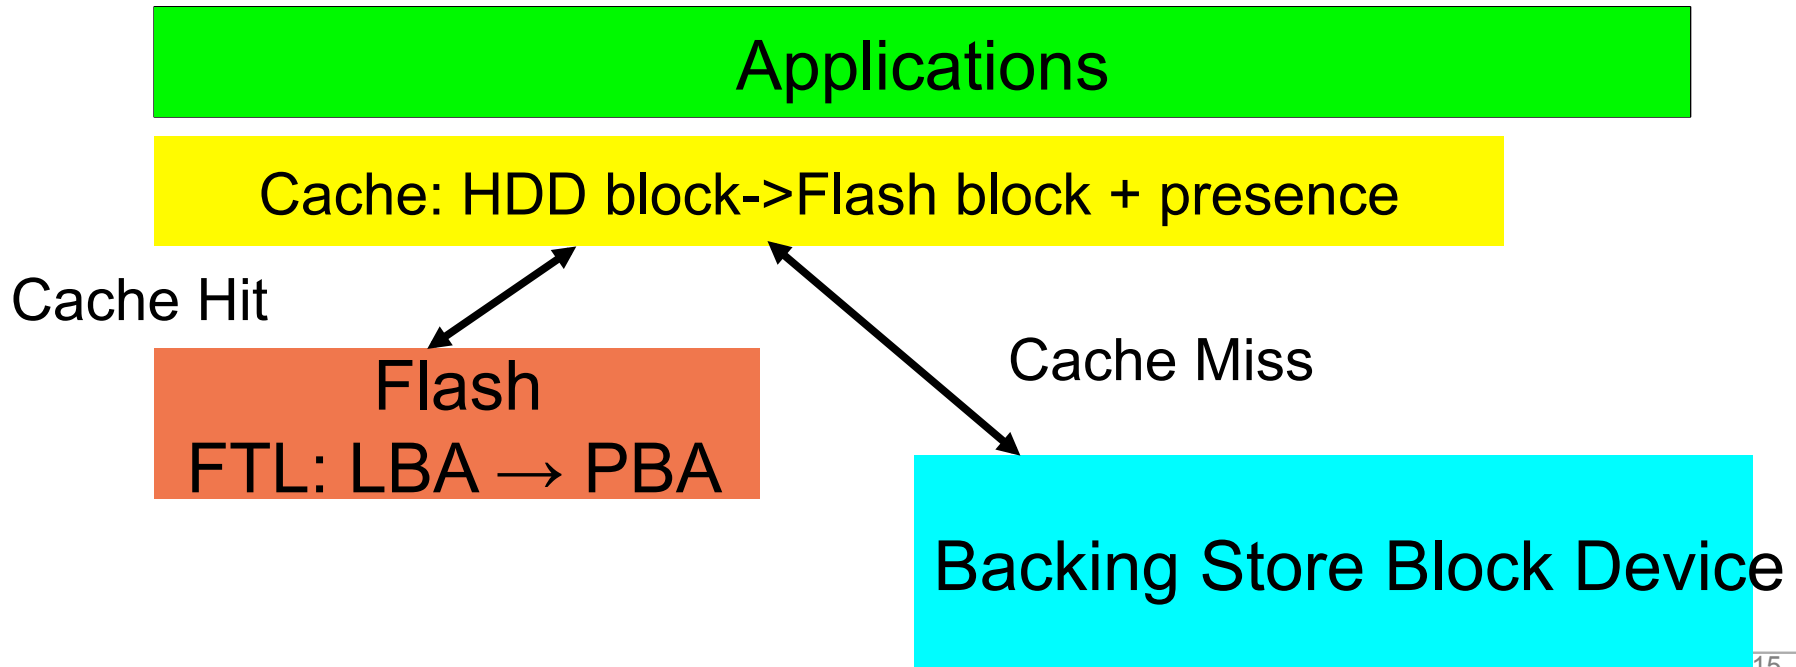 Applications
Cache: HDD block->Flash block + presence
Cache Hit
Cache Miss
Flash
FTL: LBA → PBA
Backing Store Block Device
15